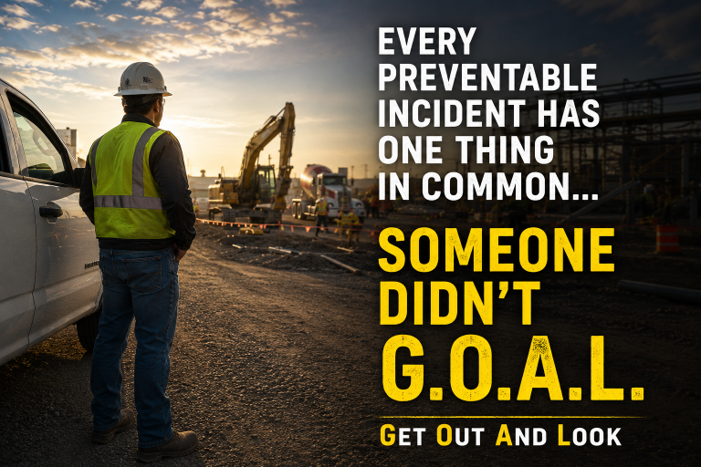 EVERY
PREVENTABLE
INCIDENT HAS
ONE THING
IN COMMON...
SOMEONE
DIDN'T
G.O.A.L.
GET OUT AND LOOK